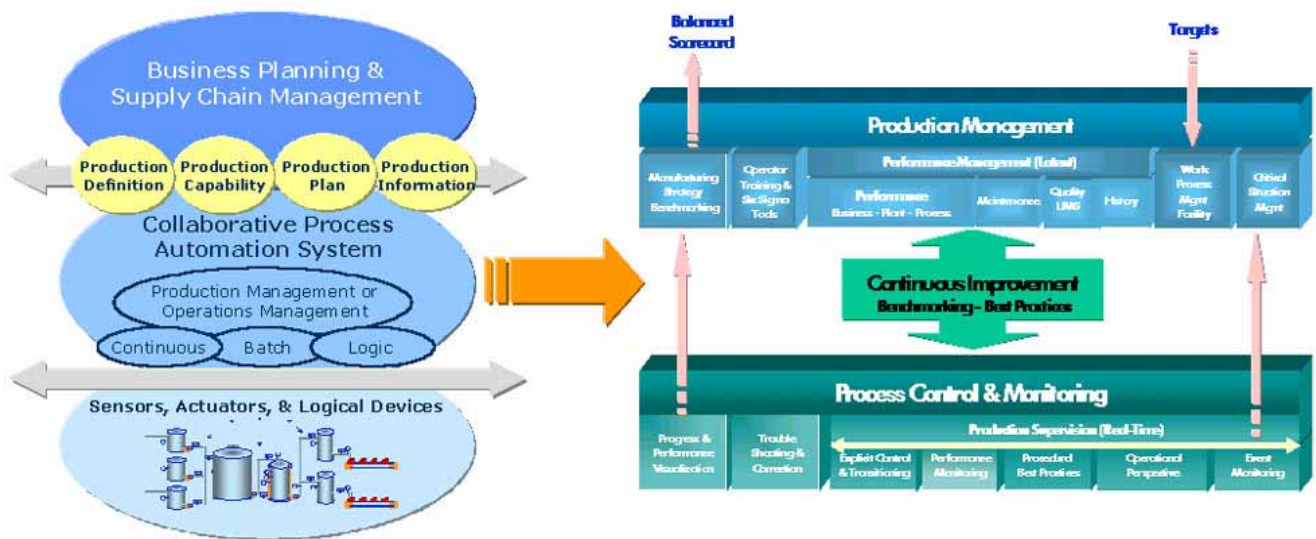 Business Planning &
Supply Chain Management
Production
Definition
Production
Capability
Production
Plan
Production
Information
Collaborative Process
Automation System
Production Management or
Operations Management
Continuous
Batch
Logic
Sensors, Actuators, & Logical Devices
Balanced
Scorecard
Targets
Production Management
Manufacturing
Strategy
Benchmarking
Operator
Training &
Six Sigma
Tools
Performance Management (Latent)
Performance
Business - Plant - Process
Maintenance
Quality
LIMS
History
Work
Process
Mgmt
Facility
Critical
Situation
Mgmt
Continuous Improvement
Benchmarking - Best Practices
Process Control & Monitoring
Progress &
Performance
Visualization
Trouble
Shooting &
Correction
Production Supervision (Real-Time)
Explicit Control
& Transitioning
Performance
Monitoring
Procedural
Best Practices
Operational
Perspective
Event
Monitoring